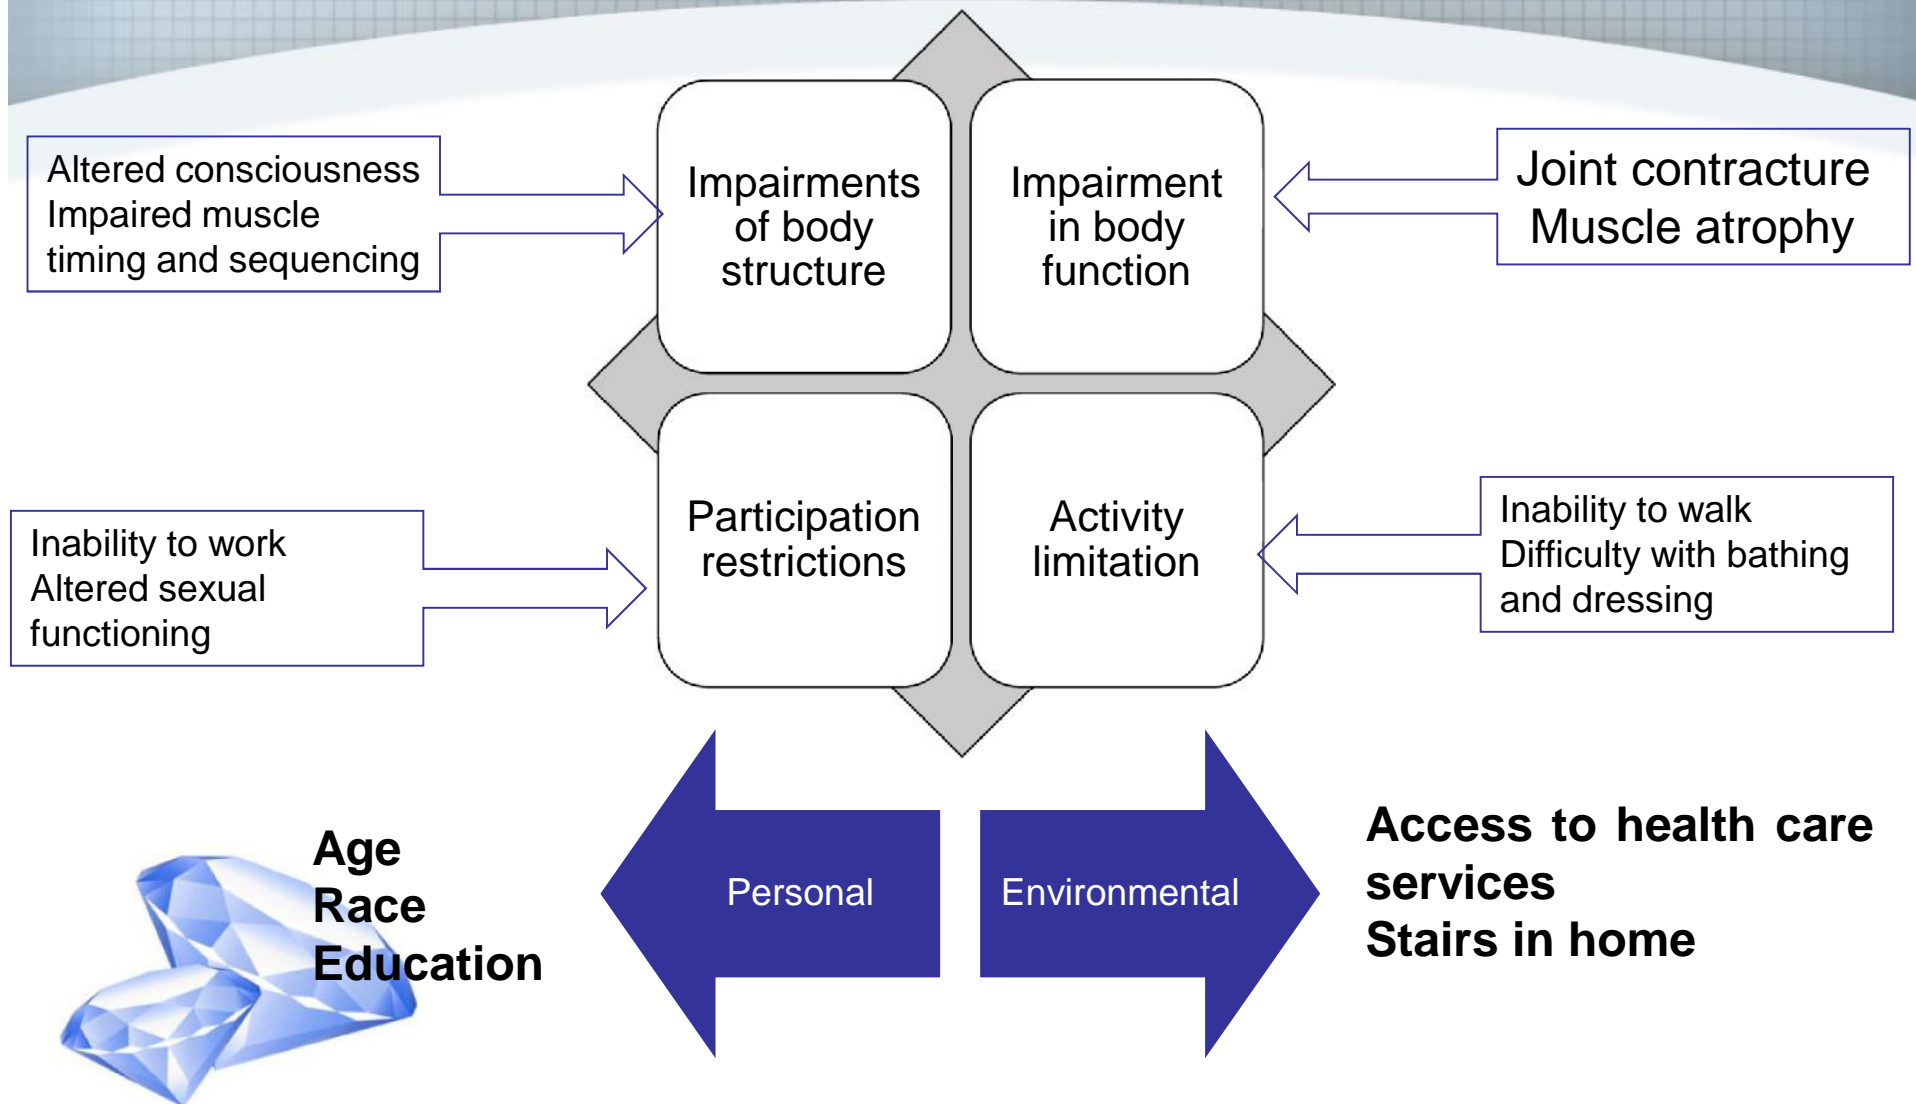 Altered consciousness
Impaired muscle
timing and sequencing
Impairments
of body
structure
Impairment
in body
function
Joint contracture
Muscle atrophy
Inability to work
Altered sexual
functioning
Participation
restrictions
Activity
limitation
Inability to walk
Difficulty with bathing
and dressing
Age
Race
Education
Personal
Environmental
Access to health care
services
Stairs in home